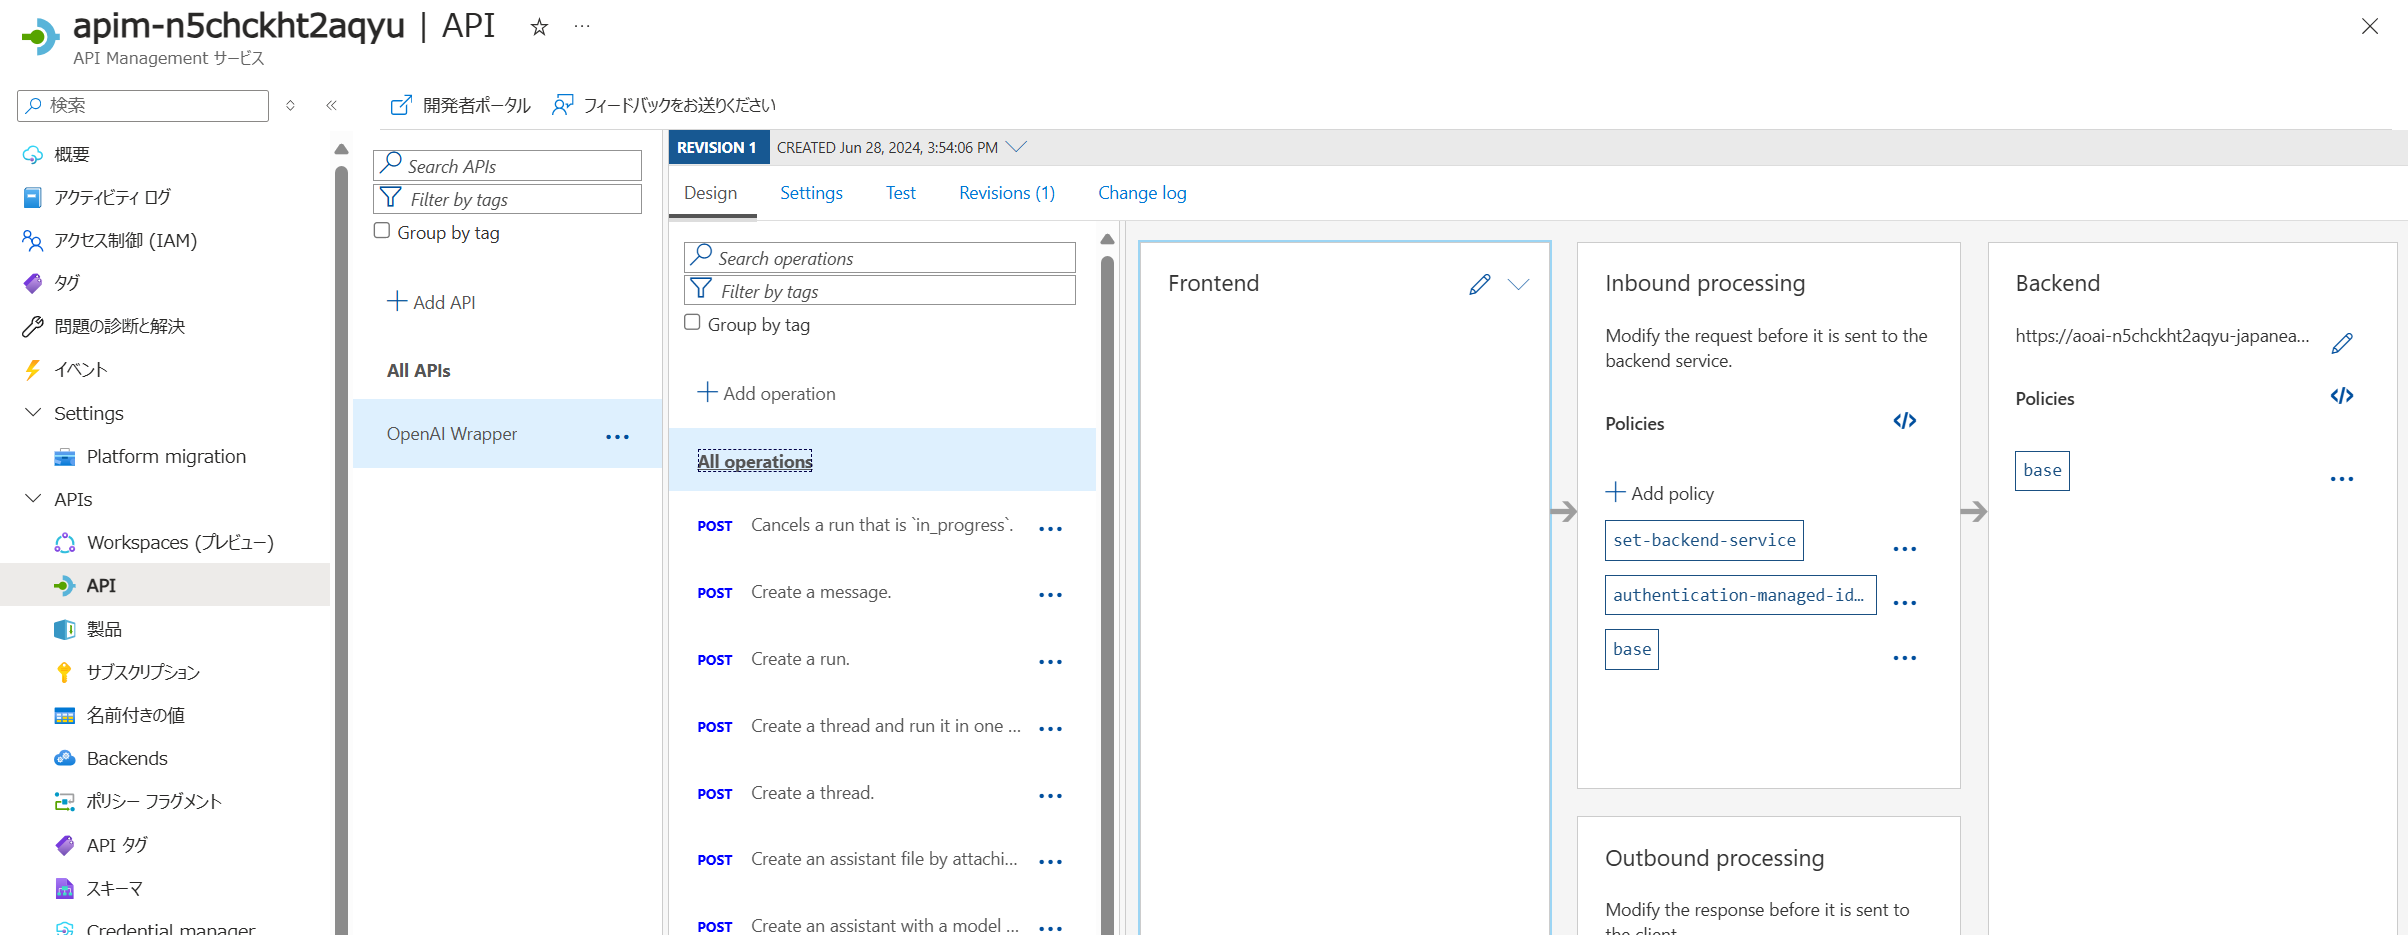 apim-n5chckht2aqyu | API
API Management サービス
検索
概要
アクティビティ ログ
アクセス制御 (IAM)
タグ
問題の診断と解決
イベント
Settings
Platform migration
APIs
Workspaces (プレビュー)
API
製品
サブスクリプション
名前付きの値
Backends
ポリシー フラグメント
API タグ
スキーマ
Credential manager
開発者ポータル
フィードバックをお送りください
Search APIs
Filter by tags
Group by tag
Add API
All APIs
OpenAI Wrapper
REVISION 1
CREATED Jun 28, 2024, 3:54:06 PM
Design
Settings
Test
Revisions (1)
Change log
Search operations
Filter by tags
Group by tag
Add operation
All operations
POST Cancels a run that is `in_progress`.
POST Create a message.
POST Create a run.
POST Create a thread and run it in one ...
POST Create a thread.
POST Create an assistant file by attachi...
POST Create an assistant with a model ...
Frontend
Inbound processing
Modify the request before it is sent to the
backend service.
Policies
Add policy
set-backend-service
authentication-managed-id...
base
Outbound processing
Modify the response before it is sent to
the client.
Backend
https://aoai-n5chckht2aqyu-japanea...
Policies
base